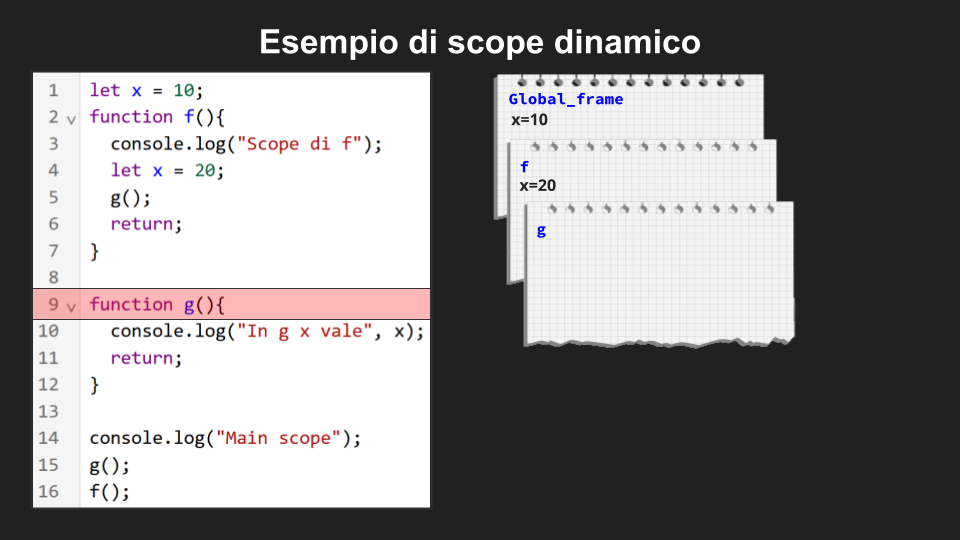 Esempio di scope dinamico
1 let x = 10;
2 function f(){
3 console.log("Scope di f");
4 let x = 20;
5 g();
6 return;
7 }
8
9 function g(){
10 console.log("In g x vale", x);
11 return;
12 }
13
14 console.log("Main scope");
15 g();
16 f();
Global_frame
x=10
f
x=20
g